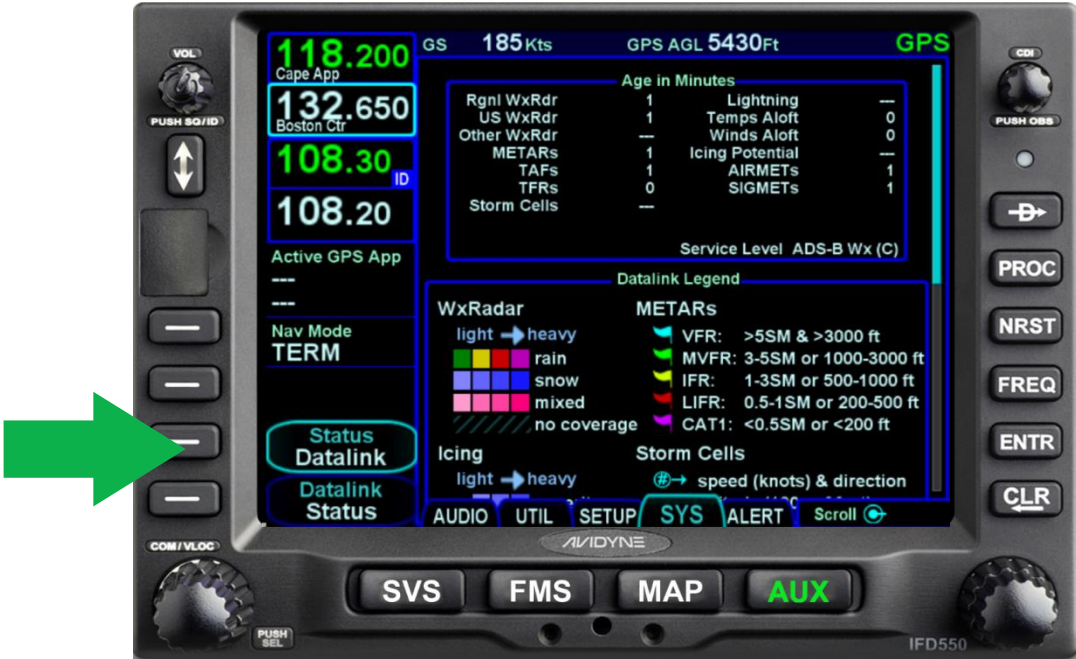 VOL
PUSH SQ/ID
COM/VLOC
PUSH
SEL
118.200
Cape App
132.650
Boston Ctr
108.30 ID
108.20
Active GPS App
---
---
Nav Mode
TERM
Status
Datalink
Datalink
Status
GS 185Kts GPS AGL 5430Ft GPS
Age in Minutes
Rgnl WxRdr 1 Lightning ---
US WxRdr 1 Temps Aloft 0
Other WxRdr --- Winds Aloft 0
METARs 1 Icing Potential ---
TAFs 1 AIRMETs 1
TFRs 0 SIGMETs 1
Storm Cells ---
Service Level ADS-B Wx (C)
Datalink Legend
WxRadar METARs
light heavy VFR: >5SM & >3000 ft
rain MVFR: 3-5SM or 1000-3000 ft
snow IFR: 1-3SM or 500-1000 ft
mixed LIFR: 0.5-1SM or 200-500 ft
no coverage CAT1: <0.5SM or <200 ft
Icing Storm Cells
light heavy # speed (knots) & direction
AUDIO UTIL SETUP SYS ALERT Scroll
CDI
PUSH OBS
D
PROC
NRST
FREQ
ENTR
CLR
AVIDYNE
SVS FMS MAP AUX
IFD550